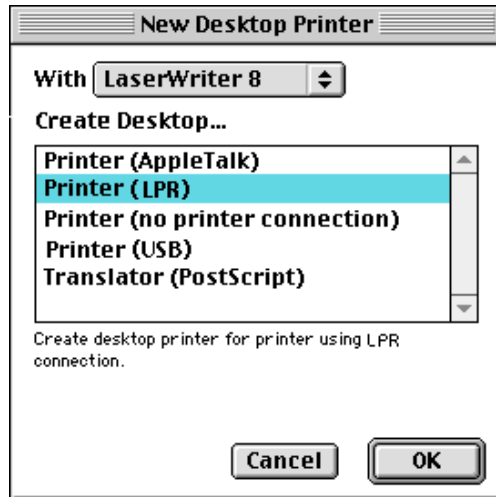 New Desktop Printer
With LaserWriter 8
Create Desktop...
Printer (AppleTalk)
Printer (LPR)
Printer (no printer connection)
Printer (USB)
Translator (PostScript)
Create desktop printer for printer using LPR
connection.
Cancel OK